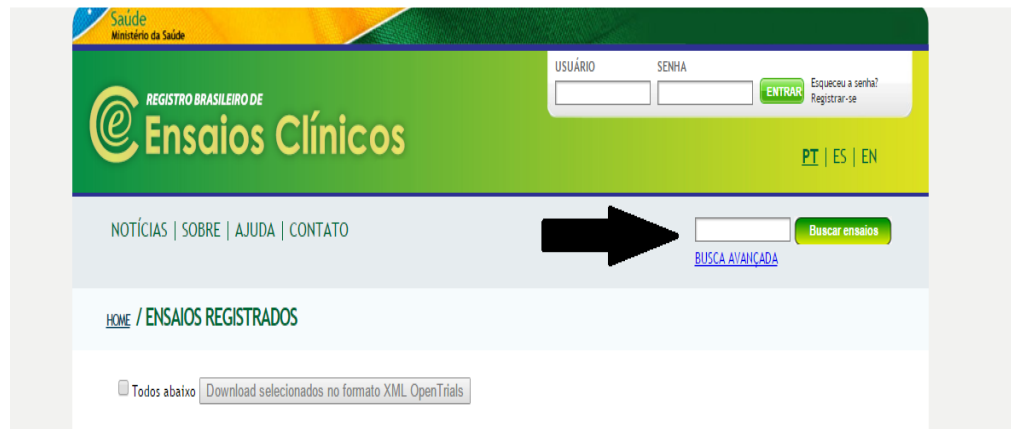 Saúde
Ministério da Saúde
USUÁRIO SENHA
ENTRAR
Esqueceu a senha?
Registrar-se
REGISTRO BRASILEIRO DE
Ensaios Clínicos
PT | ES | EN
NOTÍCIAS | SOBRE | AJUDA | CONTATO
Buscar ensaios
BUSCA AVANÇADA
HOME / ENSAIOS REGISTRADOS
Todos abaixo Download selecionados no formato XML OpenTrials